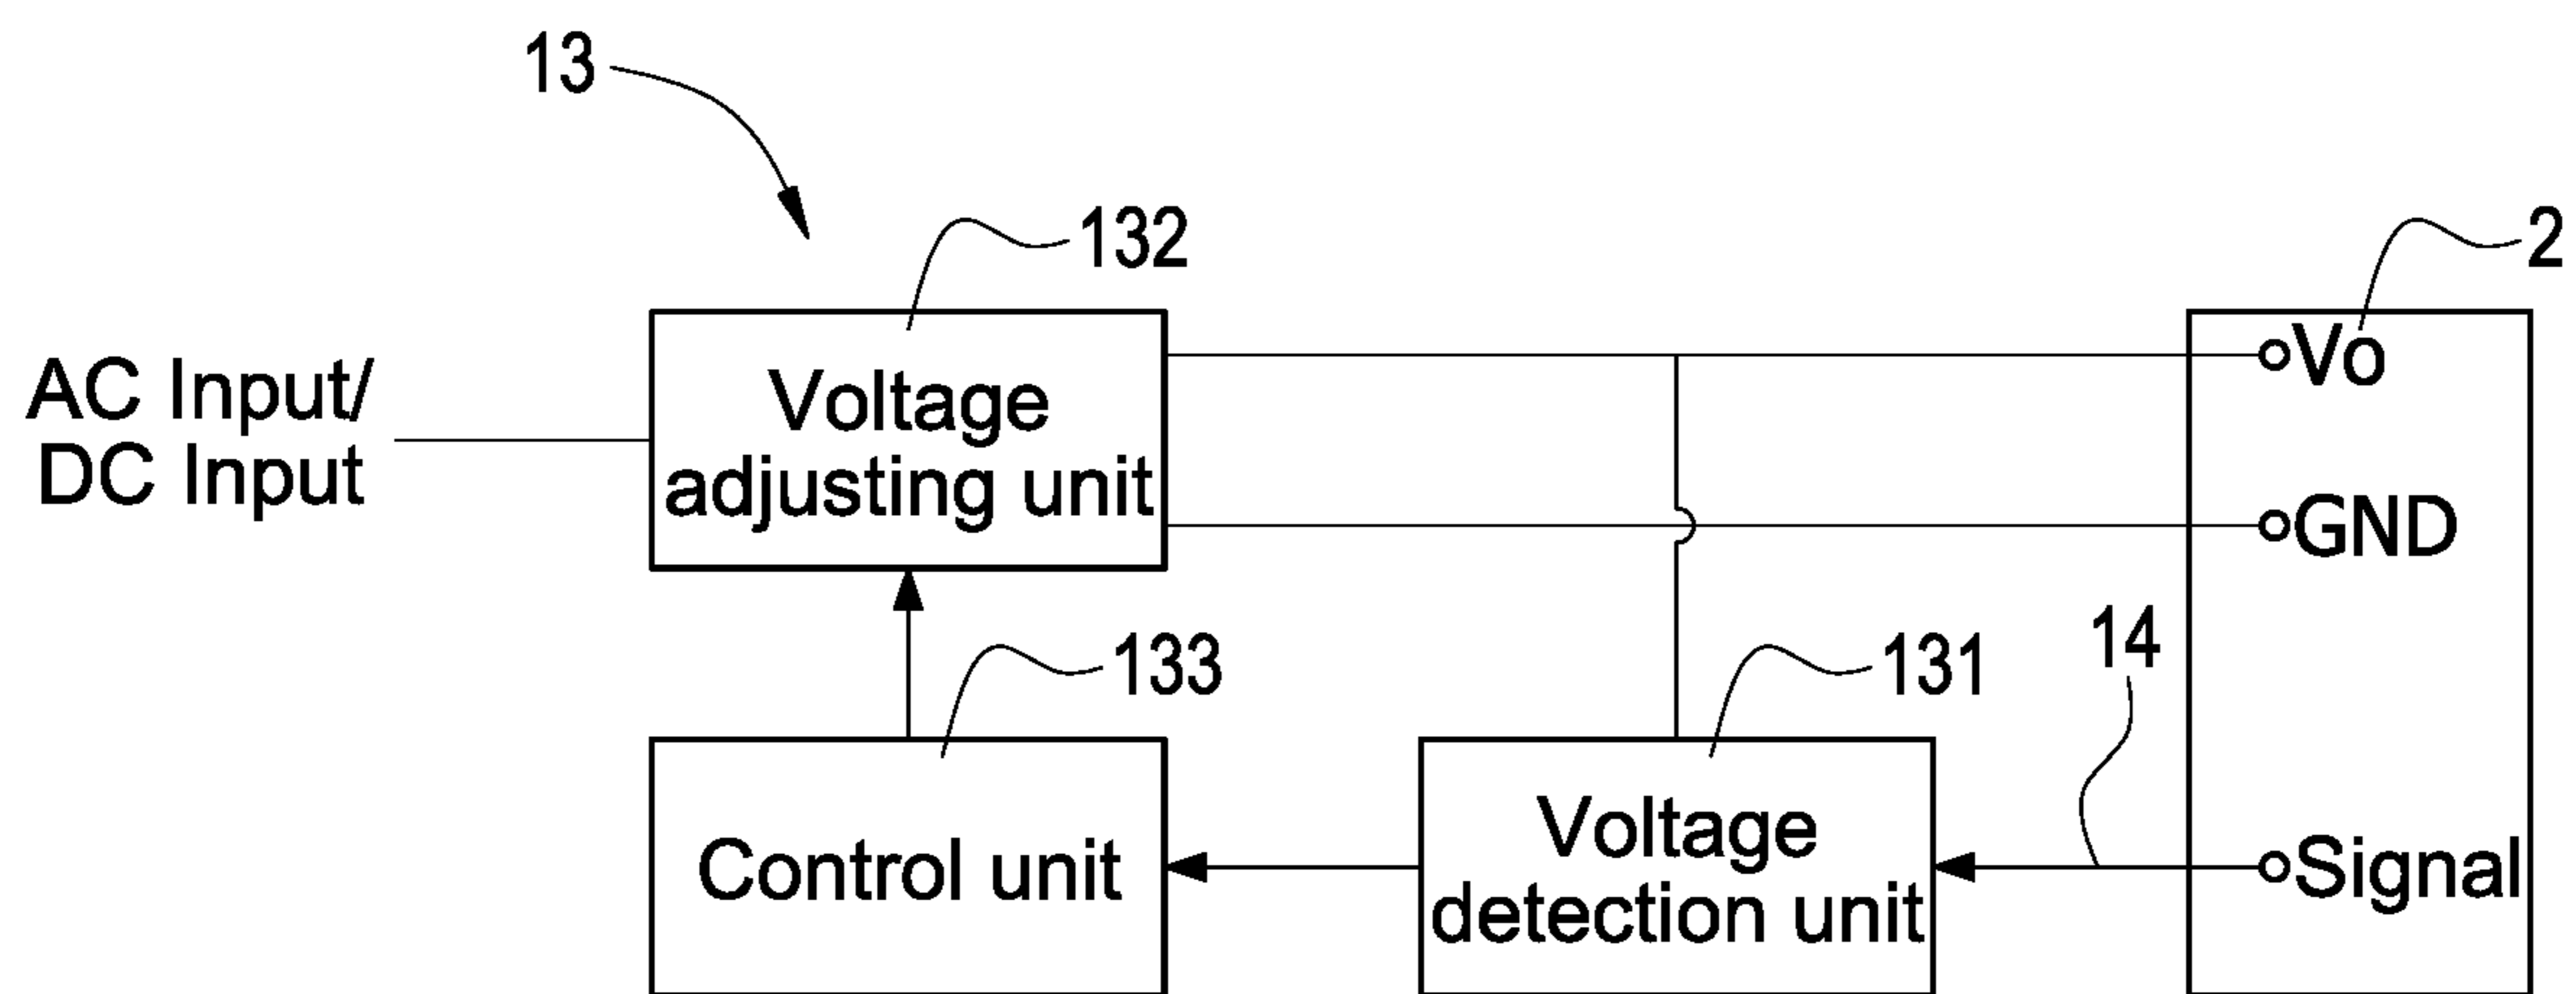 13
132
2
AC Input/
DC Input
Voltage
adjusting unit
Vo
GND
133
131
14
Control unit
Voltage
detection unit
Signal